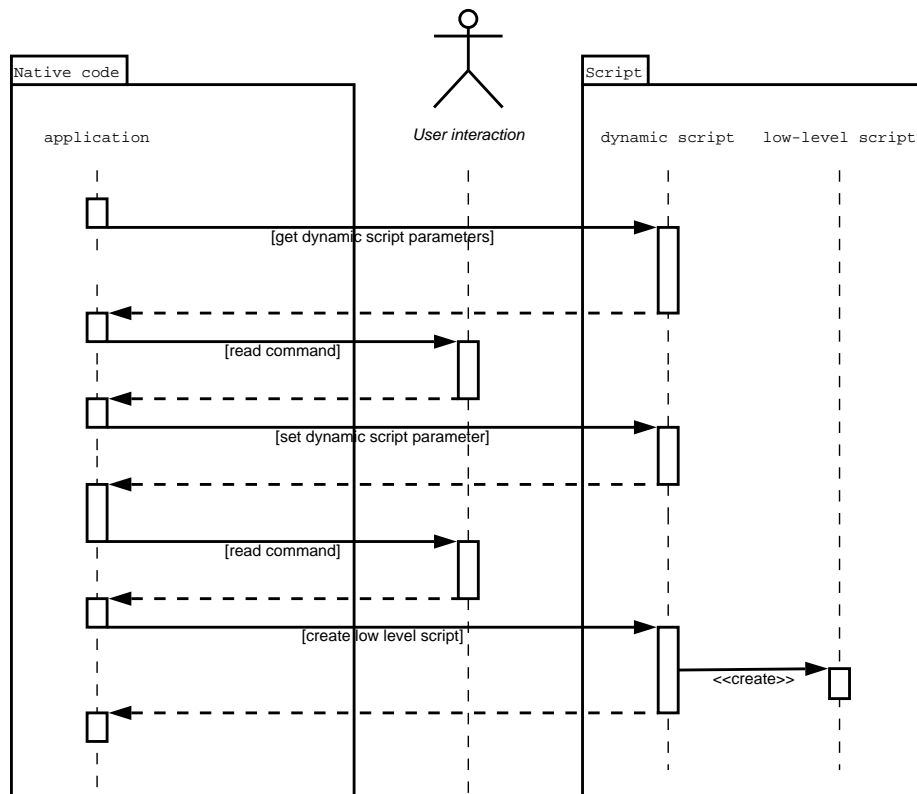 Native code
Script
User interaction
application
dynamic script
low-level script
[get dynamic script parameters]
[read command]
[set dynamic script parameter]
[read command]
[create low level script]
<<create>>